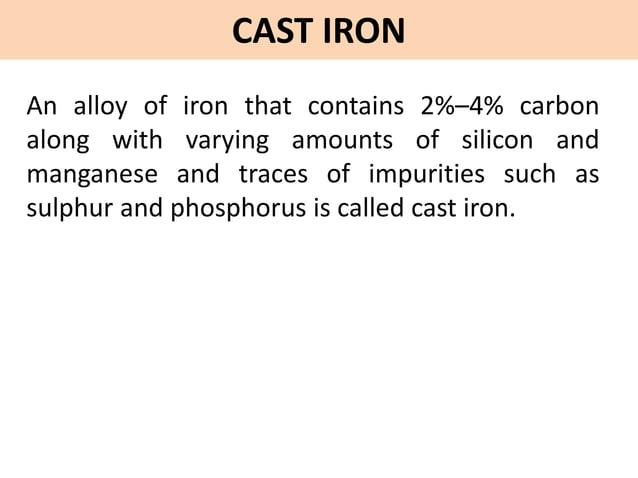 CAST IRON
An alloy of iron that contains 2%–4% carbon
along with varying amounts of silicon and
manganese and traces of impurities such as
sulphur and phosphorus is called cast iron.